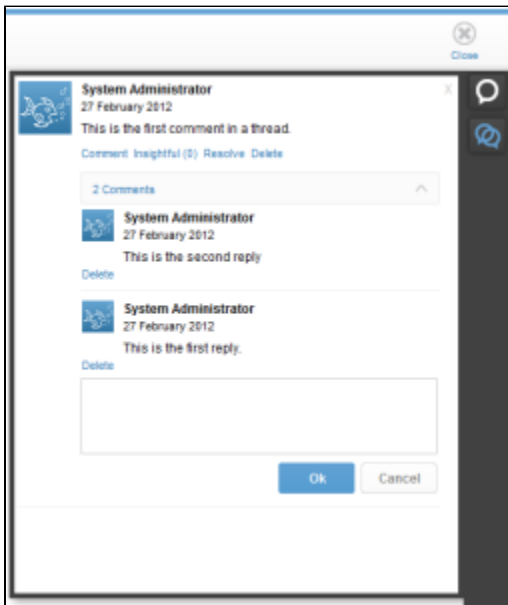 Close
System Administrator
X
27 February 2012
This is the first comment in a thread.
Comment Insightful (0) Resolve Delete
2 Comments
System Administrator
27 February 2012
This is the second reply
Delete
System Administrator
27 February 2012
This is the first reply.
Delete
Ok Cancel